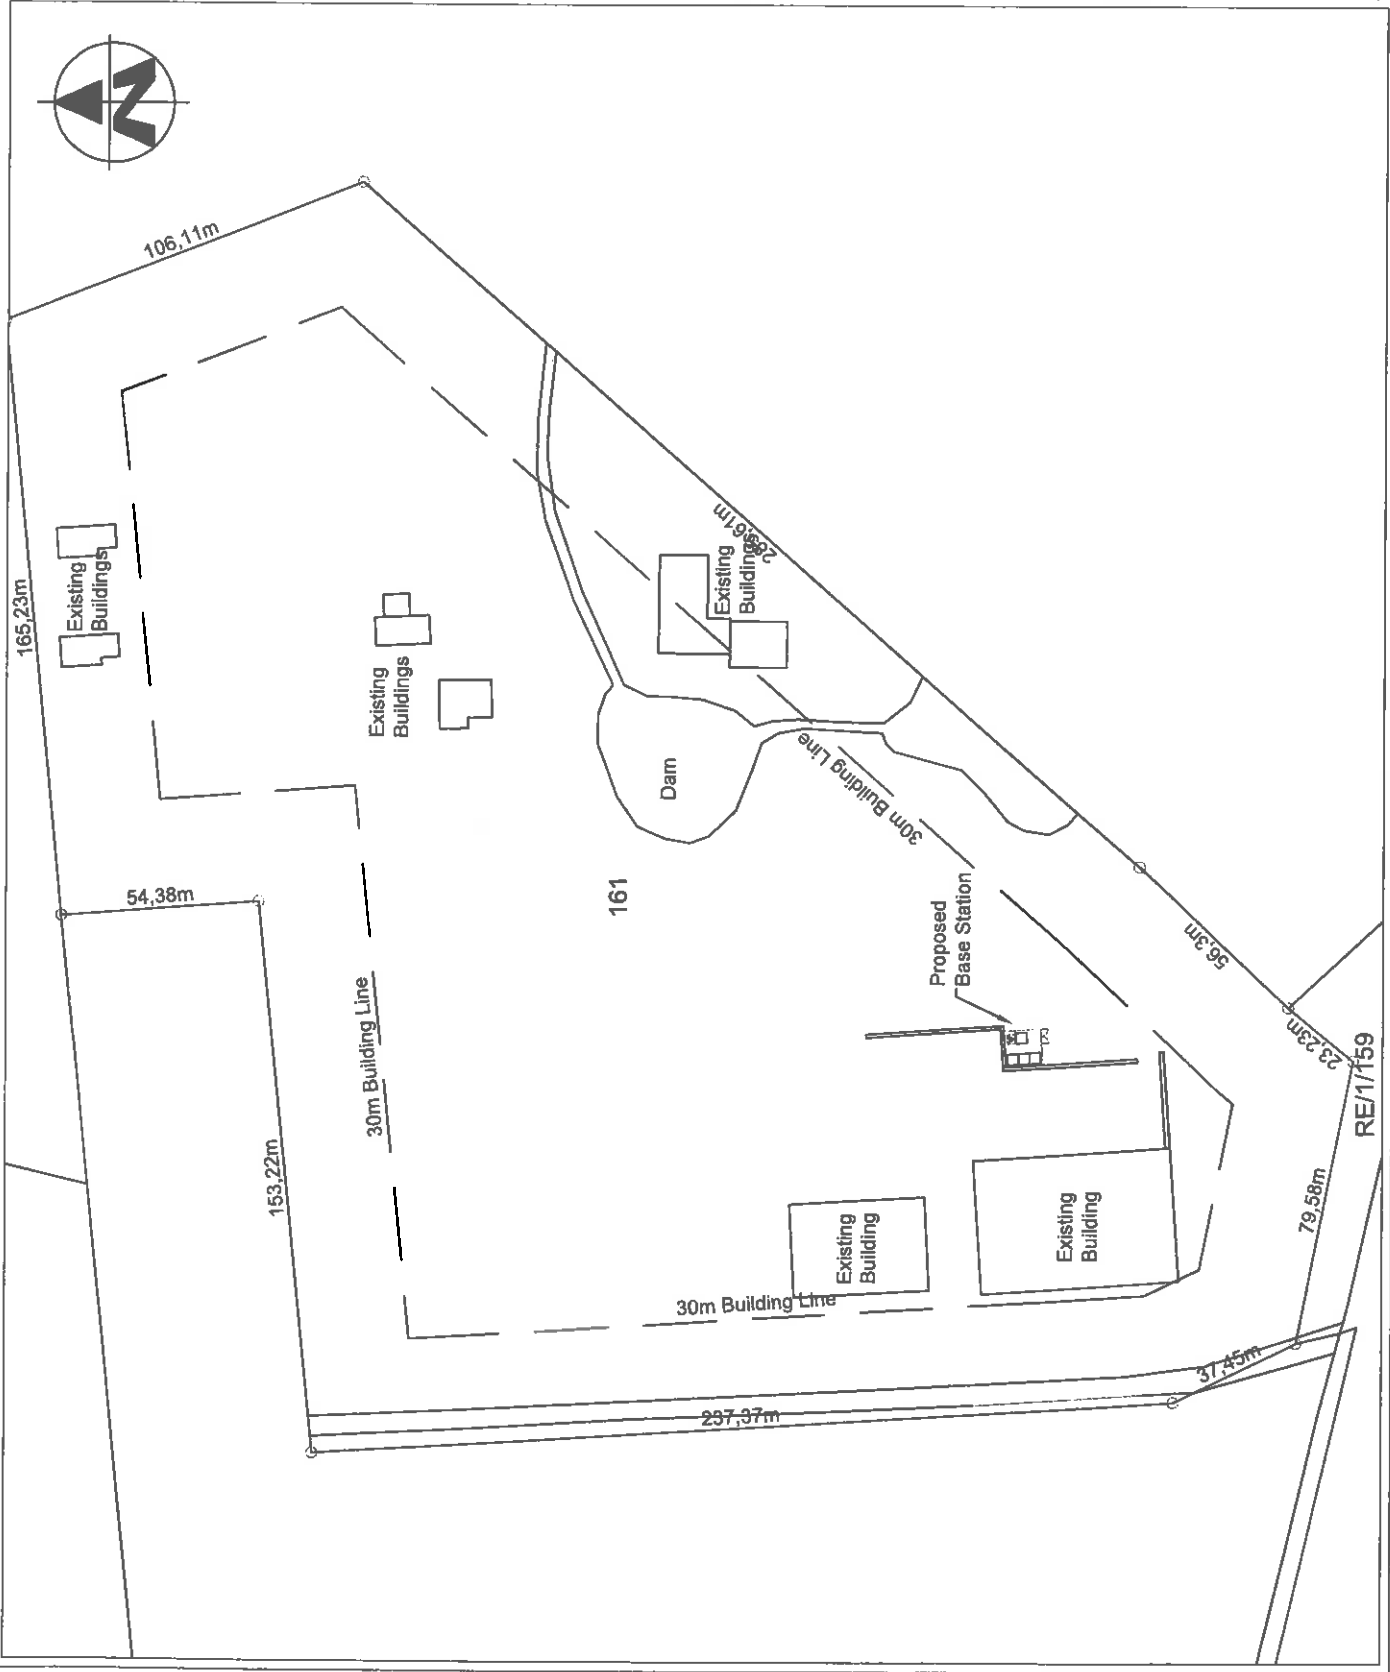 N
106,11m
165,23m
Existing
Buildings
Existing
Buildings
Existing
Buildings
Dam
30m Building Line
54,38m
161
Proposed
Base Station
56,3m
23,23m
RE/1/159
30m Building Line
153,22m
79,58m
Existing
Building
Existing
Building
30m Building Line
37,45m
237,37m